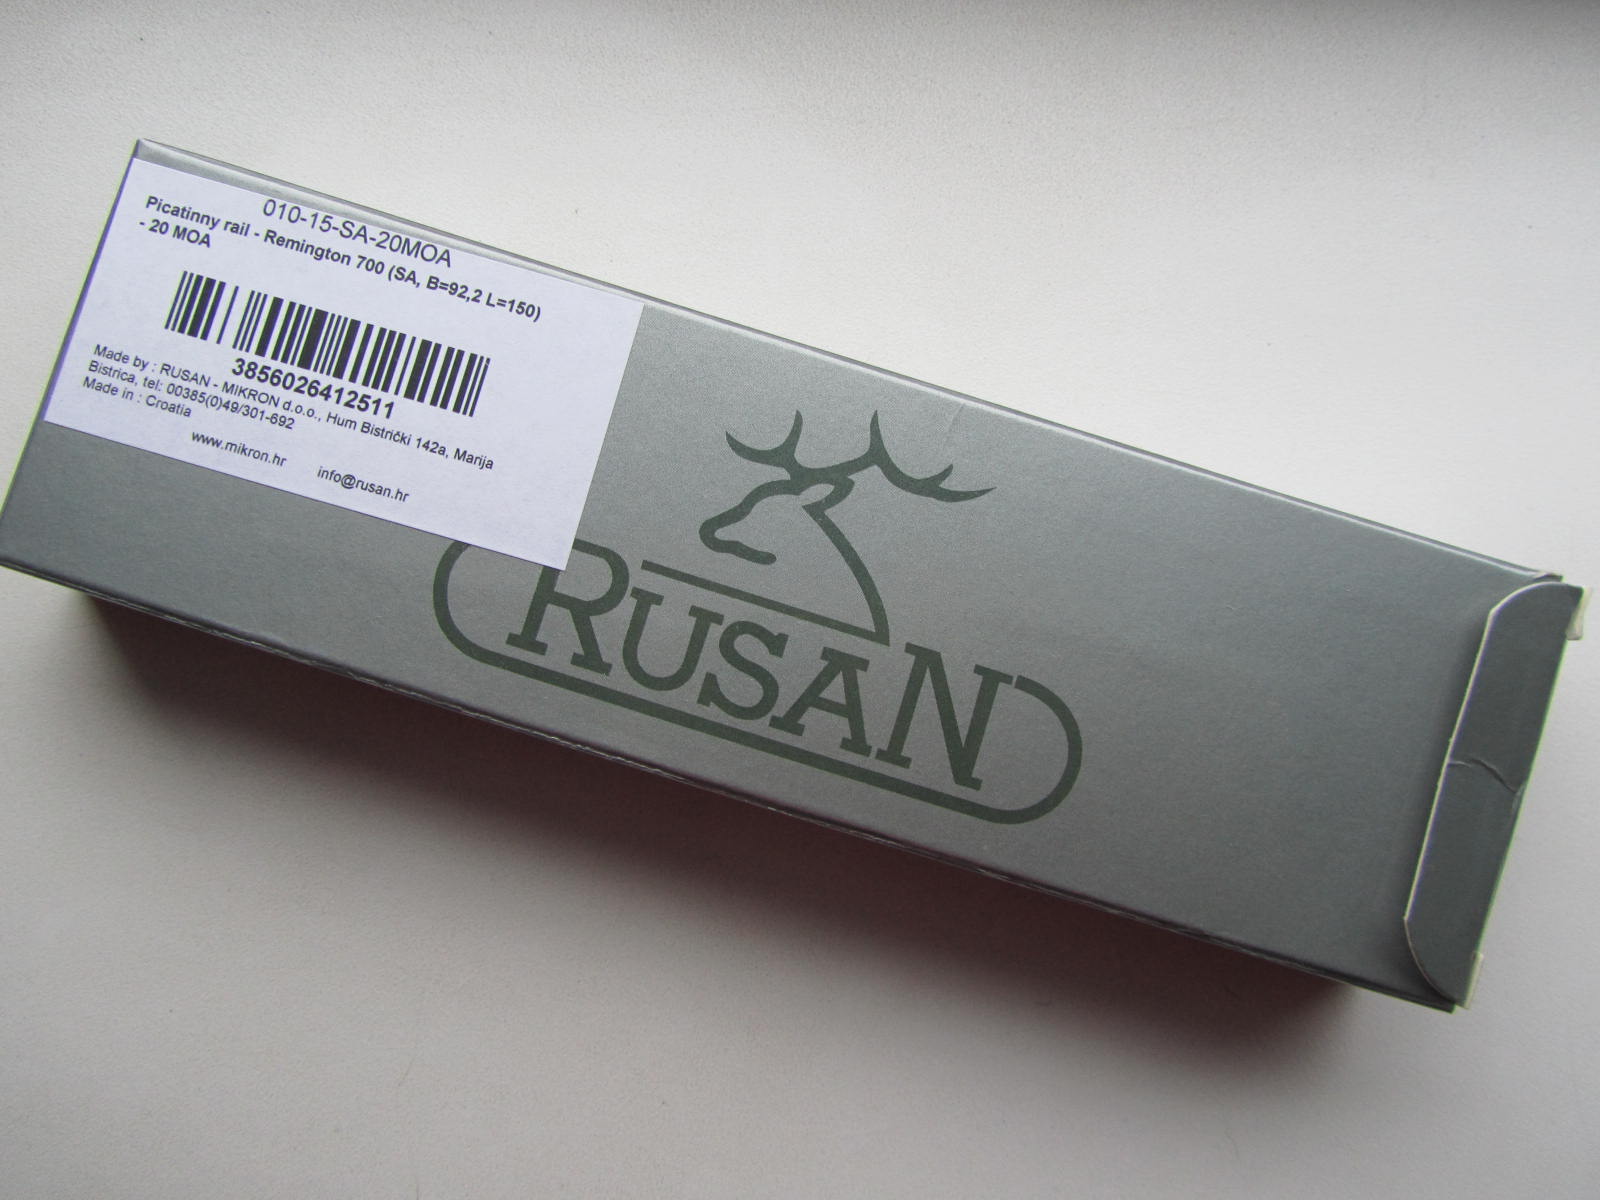 010-15-SA-20MOA
Picatinny rail - Remington 700 (SA, B=92,2 L=150)
- 20 MOA
3856026412511
Made by : RUSAN - MIKRON d.o.o., Hum Bistrički 142a, Marija
Bistrica, tel: 00385(0)49/301-692
Made in : Croatia
www.mikron.hr info@rusan.hr
RUSAN